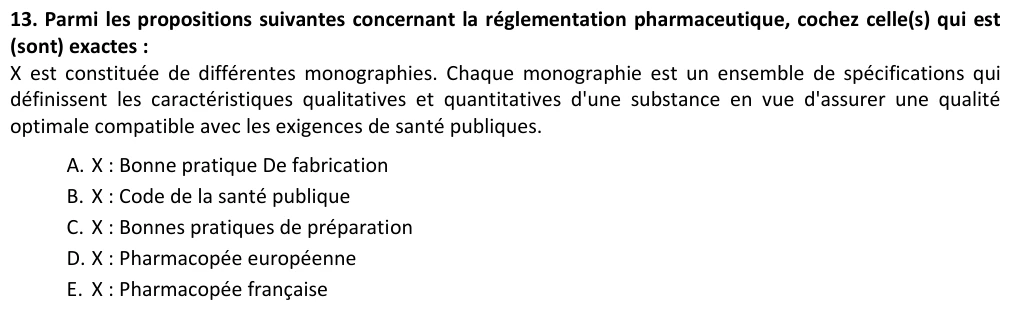 13. Parmi les propositions suivantes concernant la réglementation pharmaceutique, cochez celle(s) qui est
(sont) exactes :
X est constituée de différentes monographies. Chaque monographie est un ensemble de spécifications qui
définissent les caractéristiques qualitatives et quantitatives d'une substance en vue d'assurer une qualité
optimale compatible avec les exigences de santé publiques.
A. X : Bonne pratique De fabrication
B. X : Code de la santé publique
C. X : Bonnes pratiques de préparation
D. X : Pharmacopée européenne
E. X : Pharmacopée française